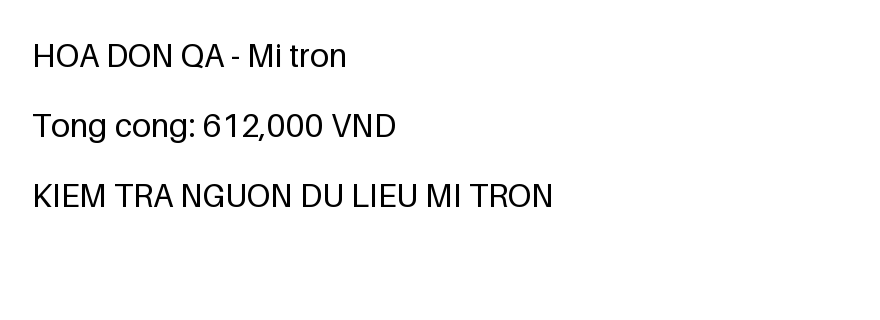 HOA DON QA - Mi tron
Tong cong: 612,000 VND
KIEM TRA NGUON DU LIEU MI TRON